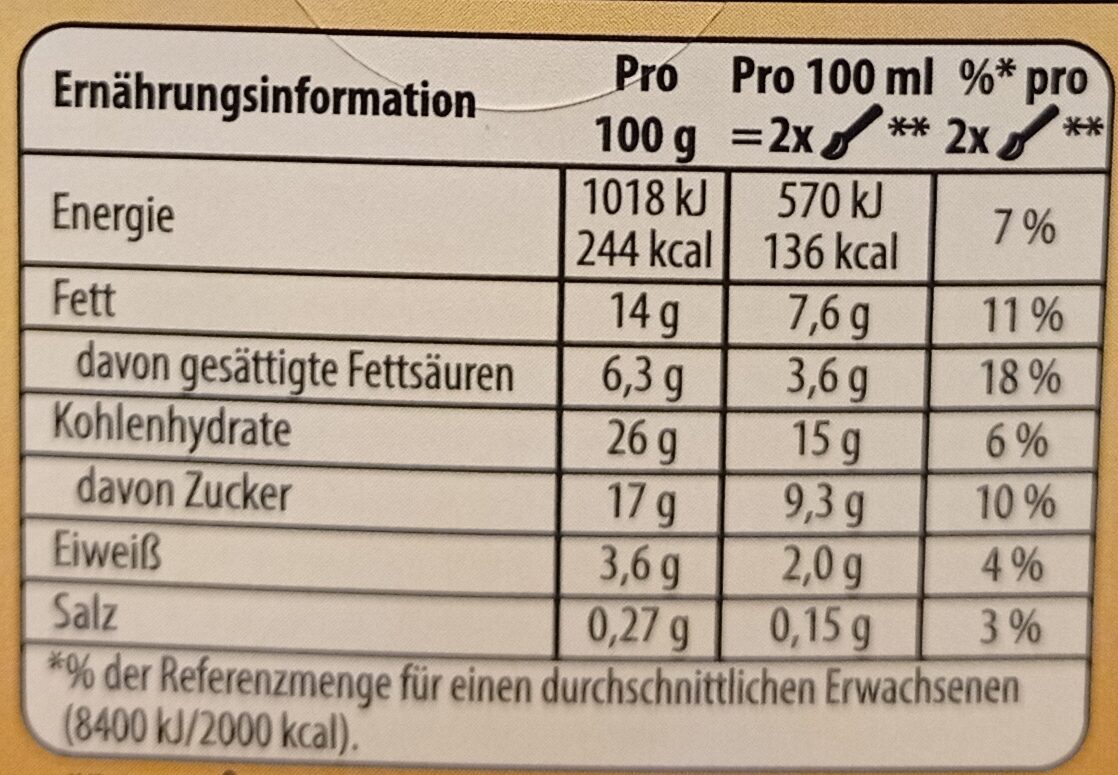 Ernährungsinformation Pro 100 g Pro 100 ml =2x ** %* pro 2x **
Energie 1018 kJ 244 kcal 570 kJ 136 kcal 7 %
Fett 14 g 7,6 g 11 %
davon gesättigte Fettsäuren 6,3 g 3,6 g 18 %
Kohlenhydrate 26 g 15 g 6 %
davon Zucker 17 g 9,3 g 10 %
Eiweiß 3,6 g 2,0 g 4 %
Salz 0,27 g 0,15 g 3 %
*% der Referenzmenge für einen durchschnittlichen Erwachsenen
(8400 kJ/2000 kcal).